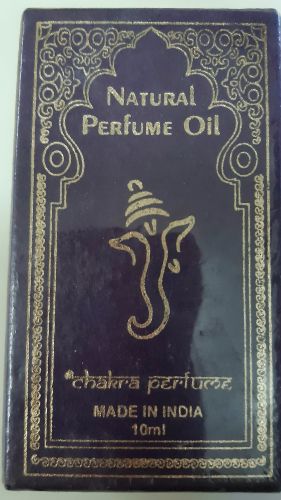 Natural
Perfume Oil
chakra perfume
MADE IN INDIA
10ml